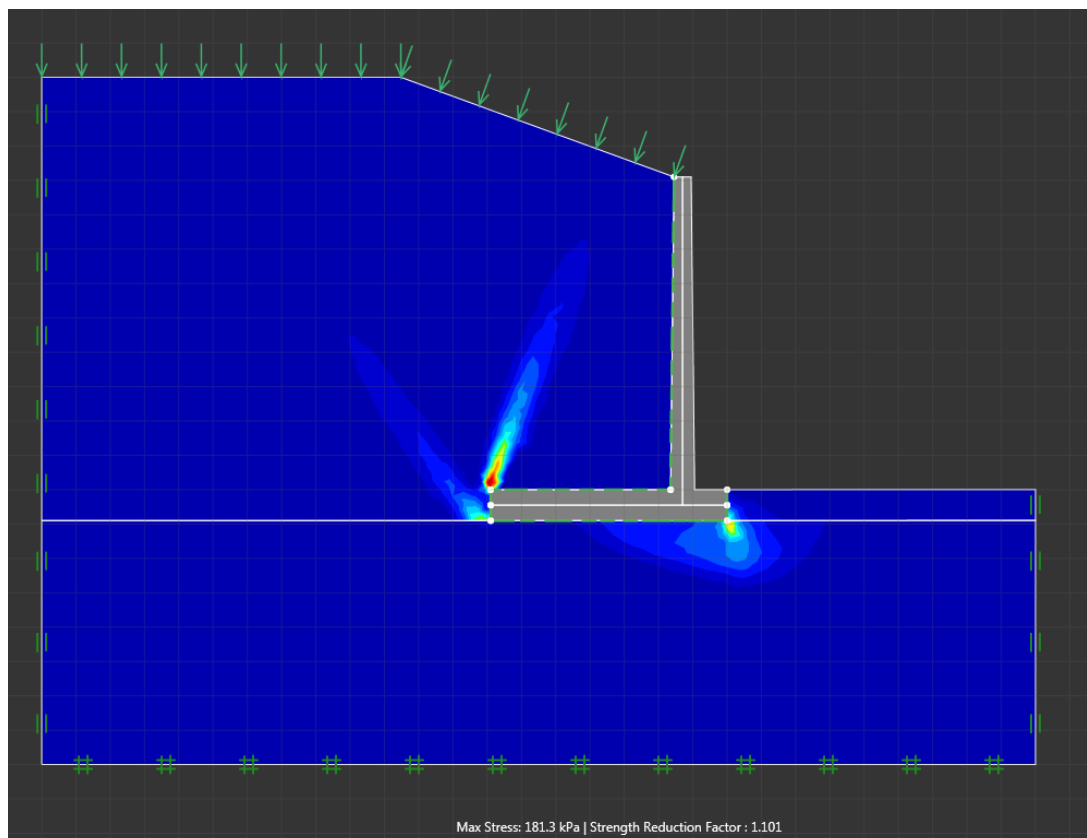 Max Stress: 181.3 kPa | Strength Reduction Factor : 1.101